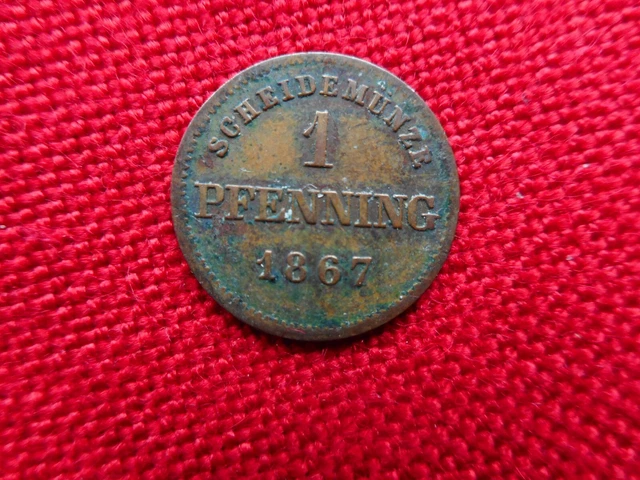 SCHEIDEMÜNZE
1
PFENNING
1867